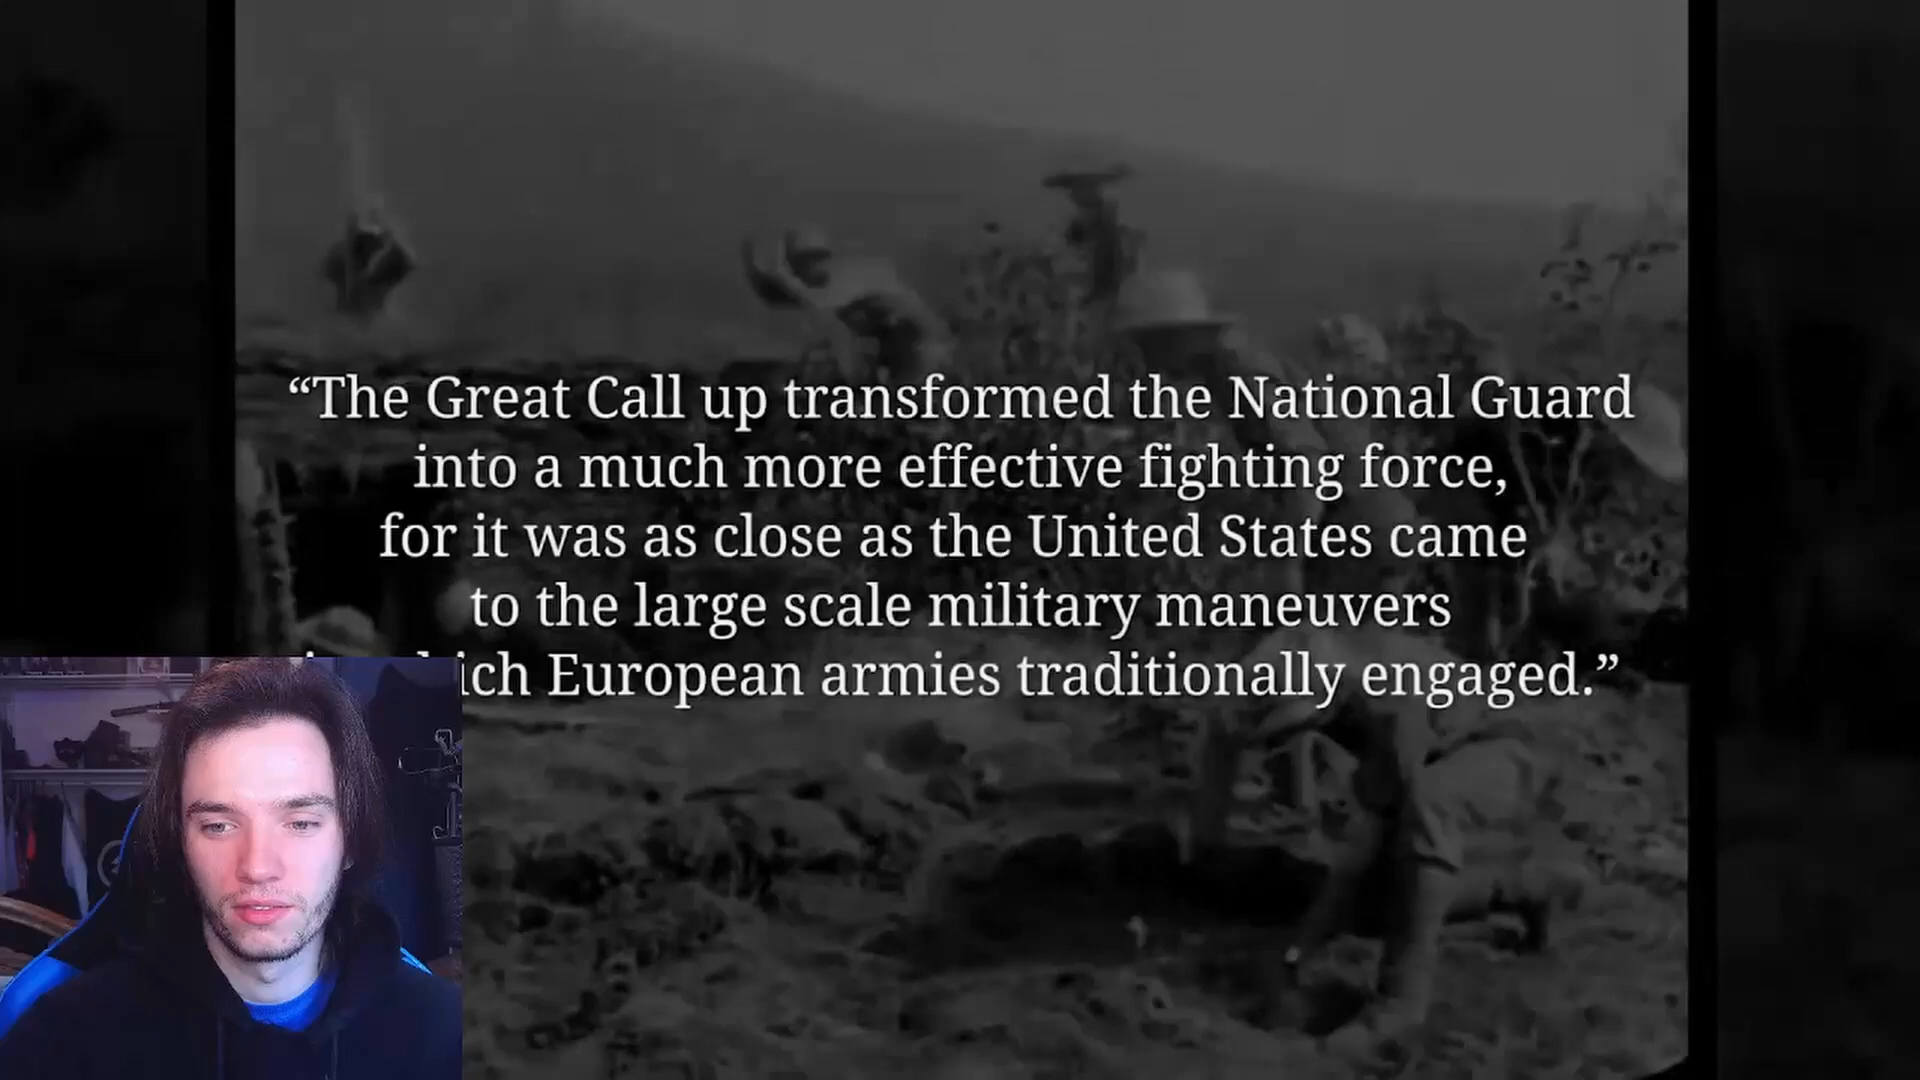 “The Great Call up transformed the National Guard
into a much more effective fighting force,
for it was as close as the United States came
to the large scale military maneuvers
European armies traditionally engaged.”